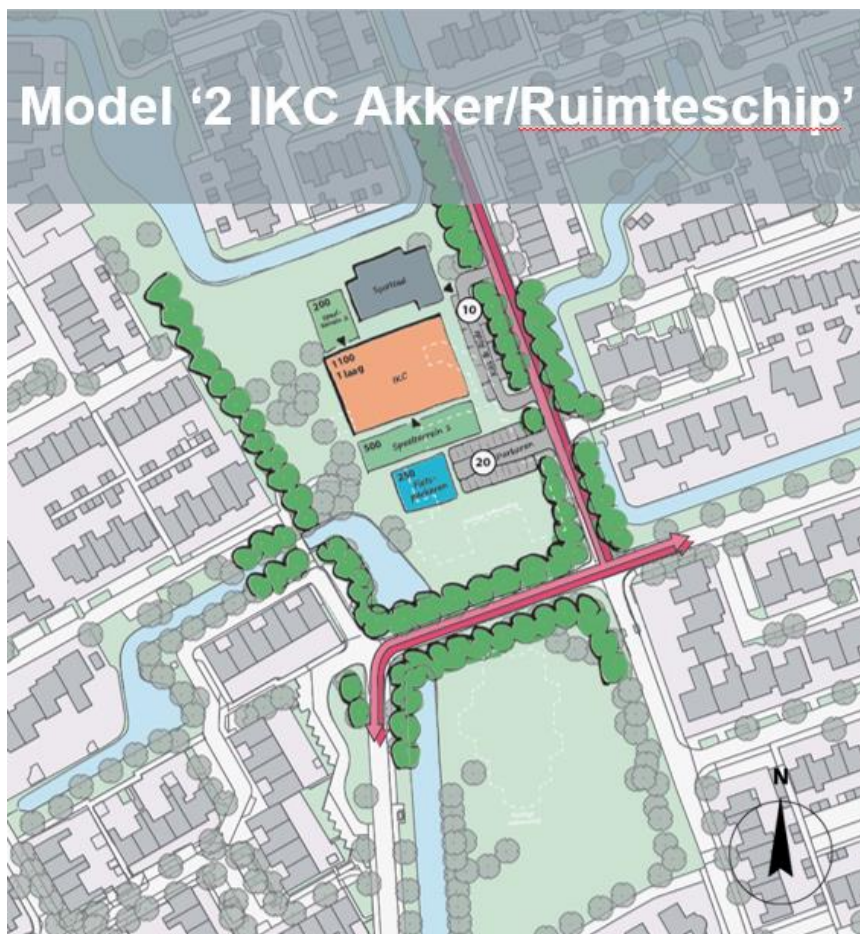 Model ‘2 IKC Akker/Ruimteschip’
Sportzaal
200
10
1100
1 laag
IKC
500
Speelterrein
20
Parkeren
250
Fiets-
parkeren
N